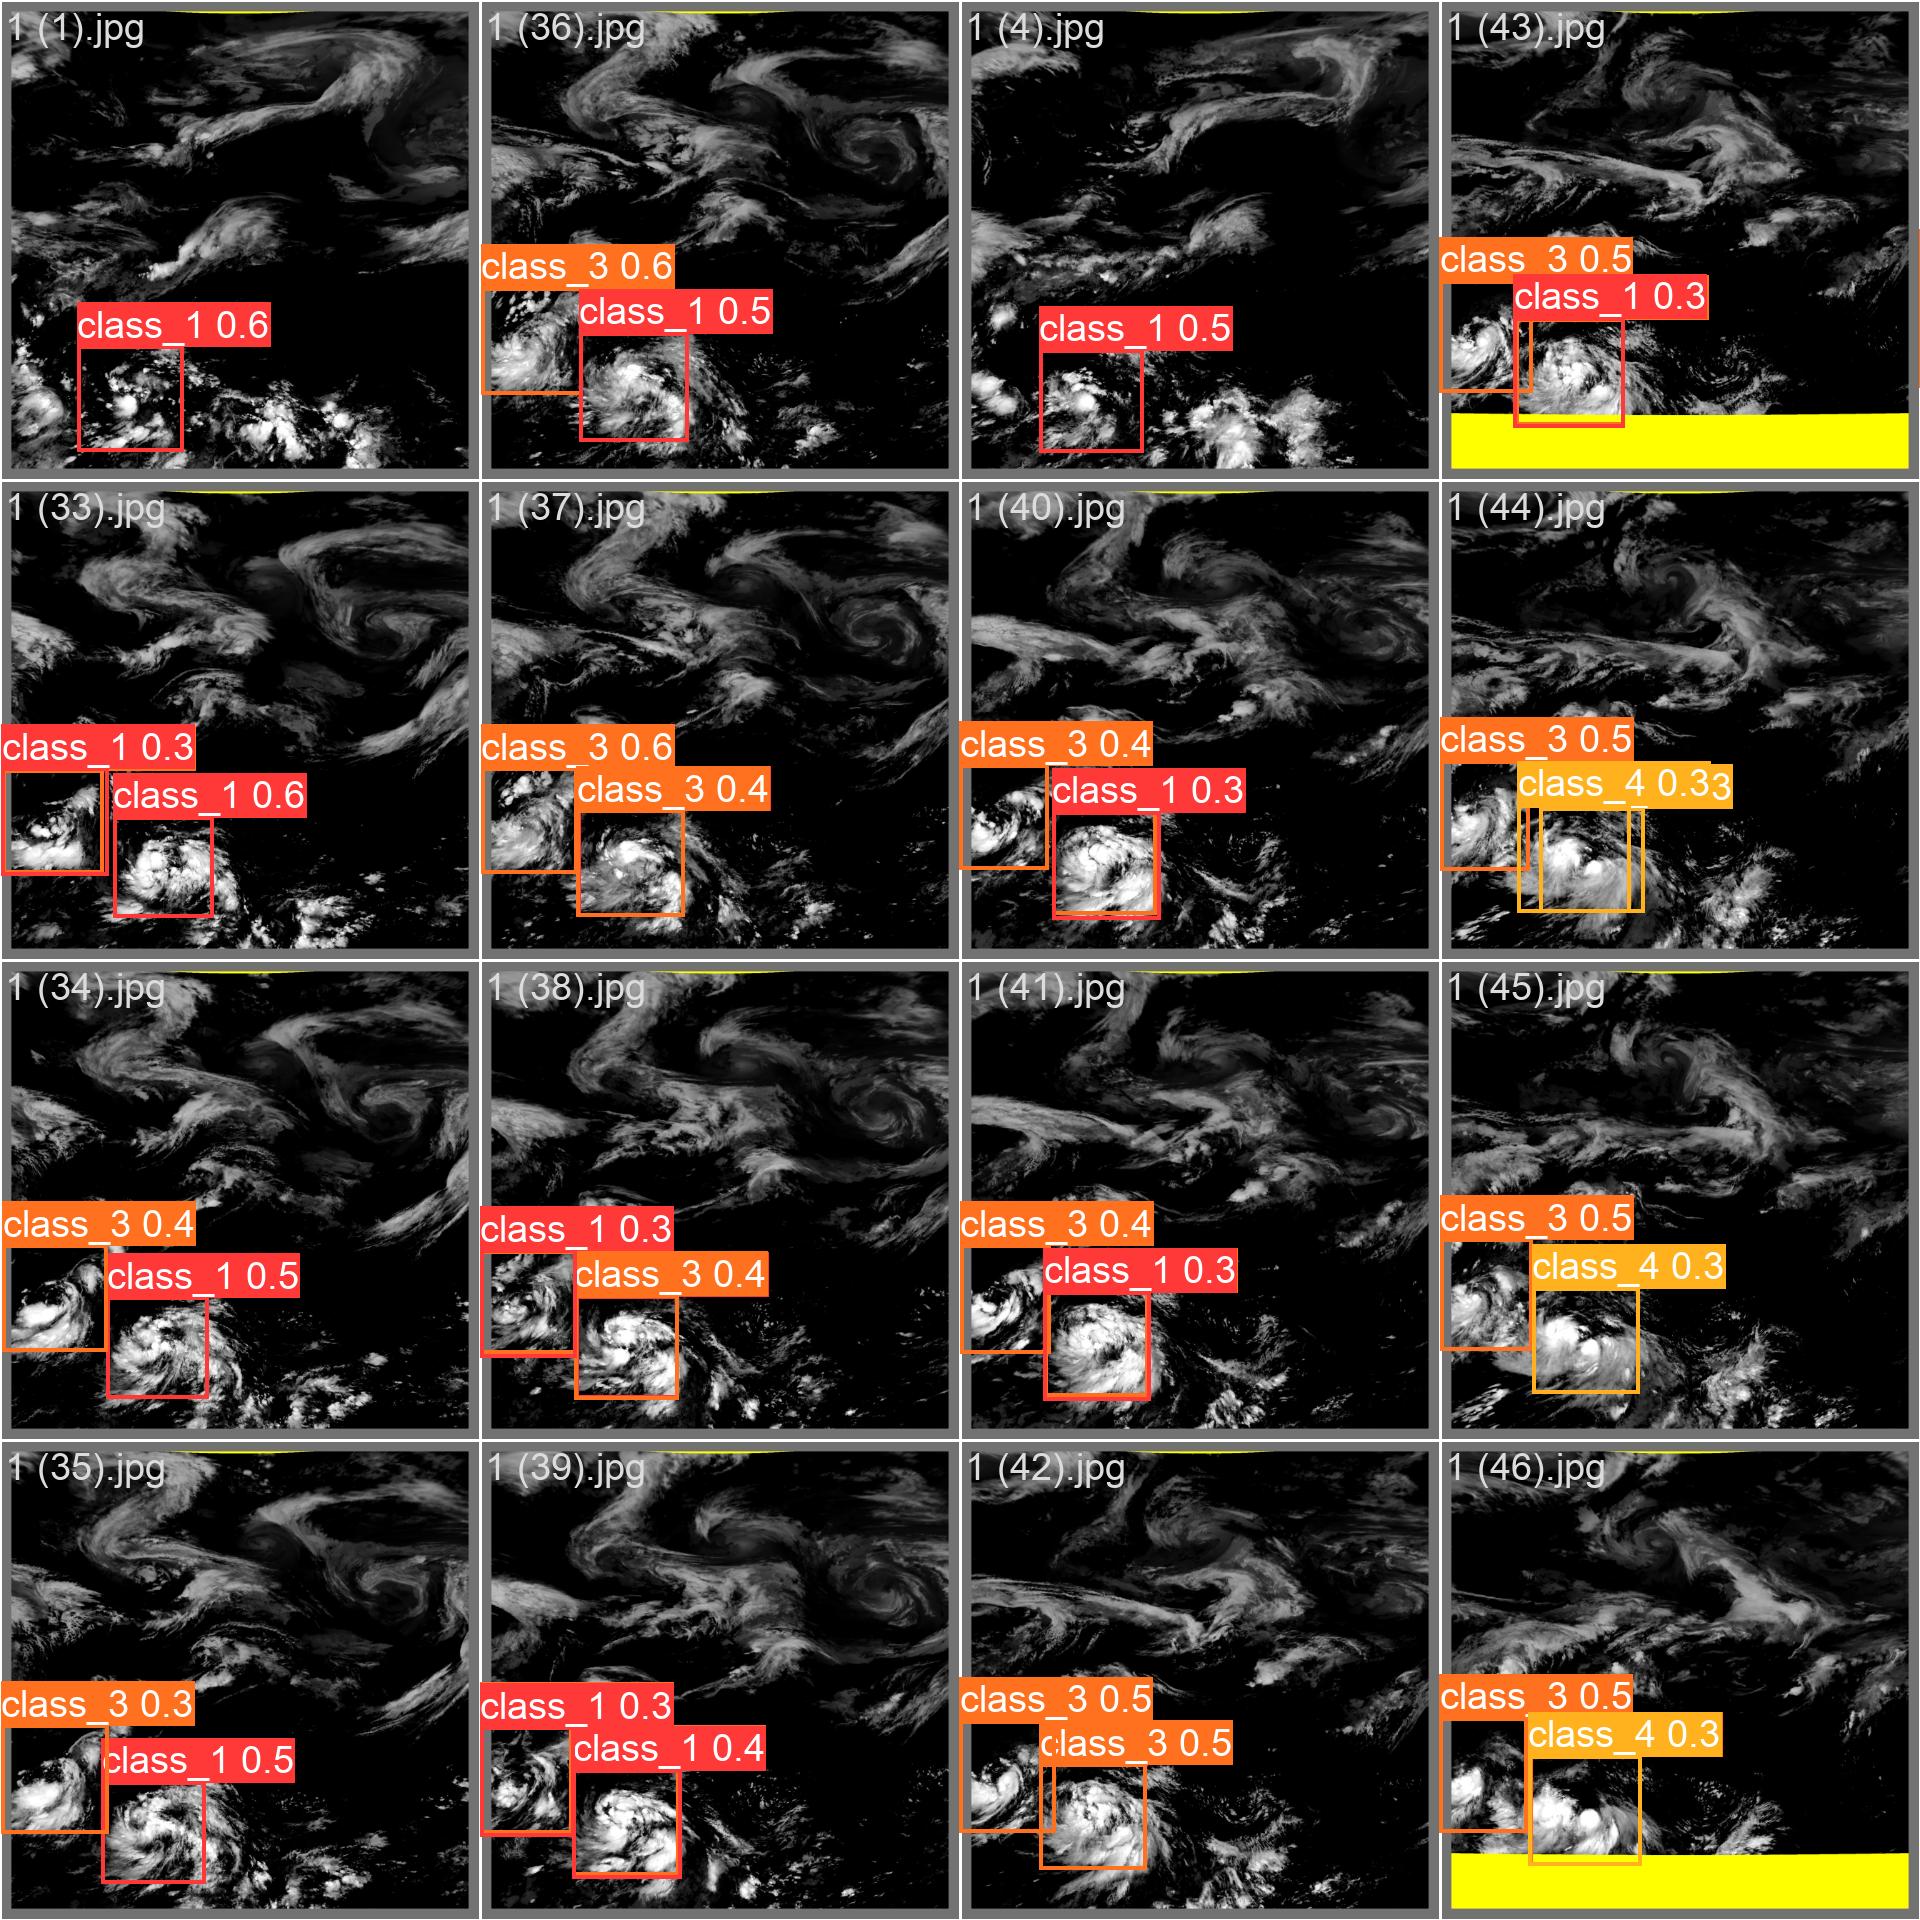 1 (1).jpg
class_1 0.6
1 (36).jpg
class_3 0.6
class_1 0.5
1 (4).jpg
class_1 0.5
1 (43).jpg
class_3 0.5
class_1 0.3
1 (33).jpg
class_1 0.3
class_1 0.6
1 (37).jpg
class_3 0.6
class_3 0.4
1 (40).jpg
class_3 0.4
class_1 0.3
1 (44).jpg
class_3 0.5
class_4 0.33
1 (34).jpg
class_3 0.4
class_1 0.5
1 (38).jpg
class_1 0.3
class_3 0.4
1 (41).jpg
class_3 0.4
class_1 0.3
1 (45).jpg
class_3 0.5
class_4 0.3
1 (35).jpg
class_3 0.3
class_1 0.5
1 (39).jpg
class_1 0.3
class_1 0.4
1 (42).jpg
class_3 0.5
class_3 0.5
1 (46).jpg
class_3 0.5
class_4 0.3